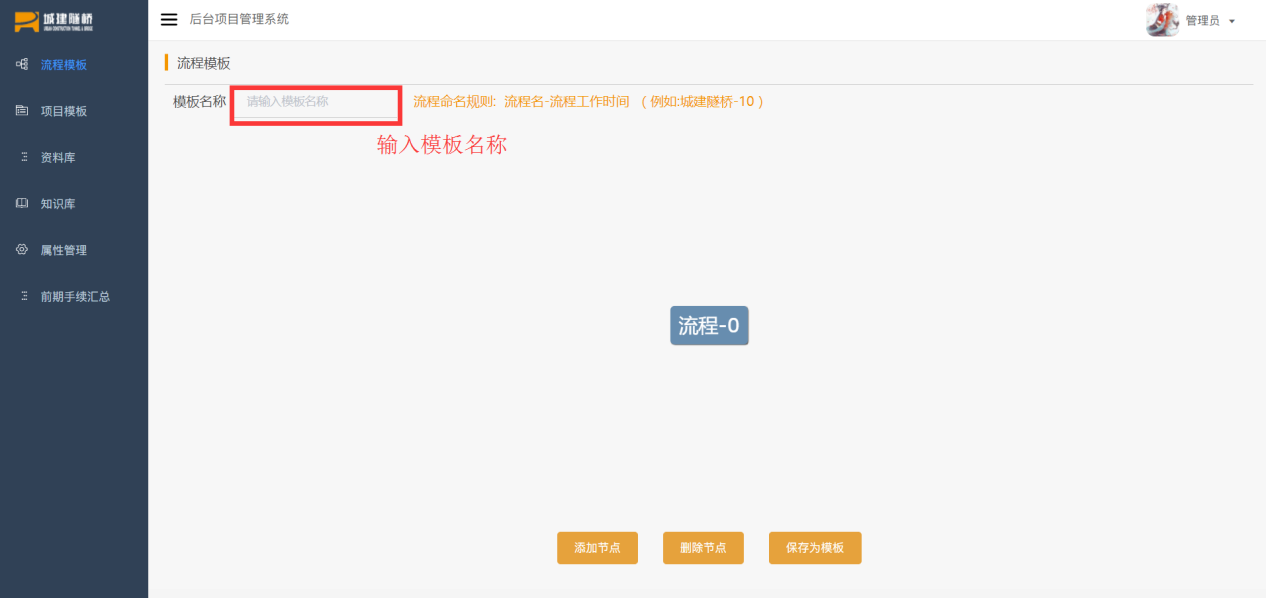 城建隧桥
后台项目管理系统
管理员
流程模板
项目模板
资料库
知识库
属性管理
前期手续汇总
流程模板
模板名称 请输入模板名称 流程命名规则: 流程名-流程工作时间 ( 例如:城建隧桥-10 )
输入模板名称
流程-0
添加节点 删除节点 保存为模板